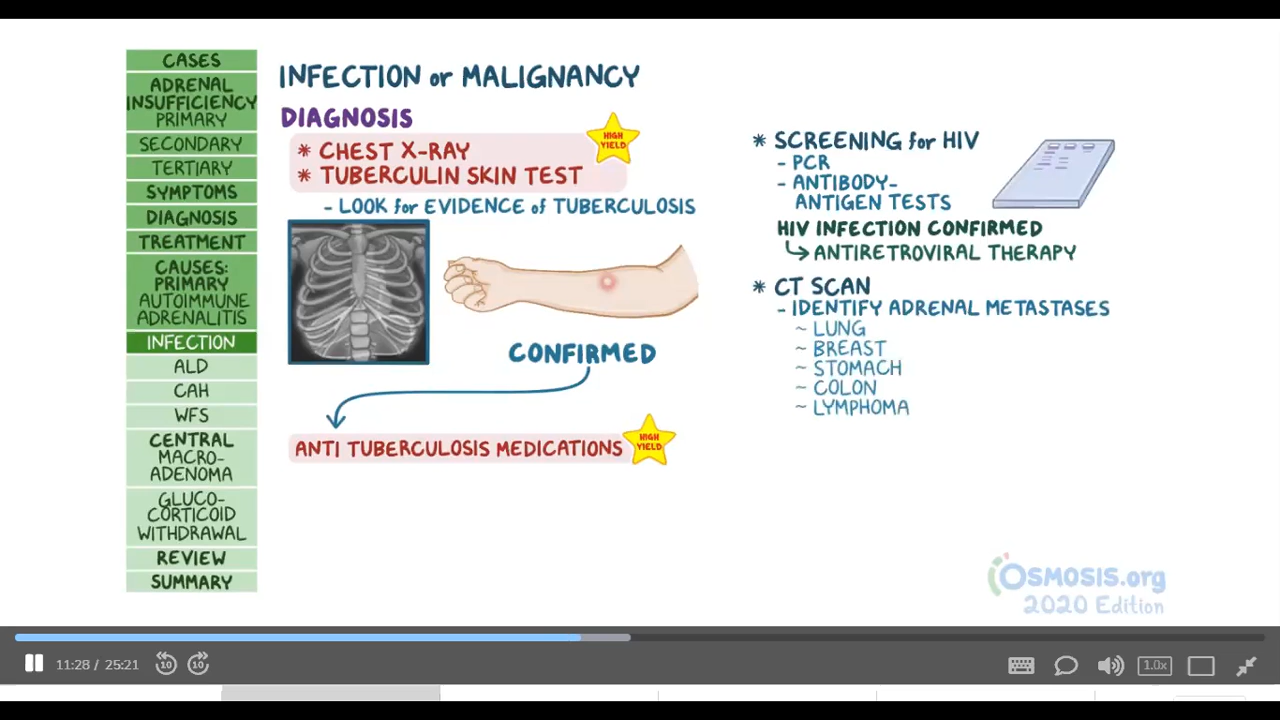 CASES
ADRENAL
INSUFFICIENCY
PRIMARY
SECONDARY
TERTIARY
SYMPTOMS
DIAGNOSIS
TREATMENT
CAUSES:
PRIMARY
AUTOIMMUNE
ADRENALITIS
INFECTION
ALD
CAH
WFS
CENTRAL
MACRO-
ADENOMA
GLUCO-
CORTICOID
WITHDRAWAL
REVIEW
SUMMARY
INFECTION or MALIGNANCY
DIAGNOSIS
* CHEST X-RAY
* TUBERCULIN SKIN TEST
HIGH
YIELD
- LOOK for EVIDENCE of TUBERCULOSIS
CONFIRMED
ANTI TUBERCULOSIS MEDICATIONS
HIGH
YIELD
* SCREENING for HIV
- PCR
- ANTIBODY-
ANTIGEN TESTS
HIV INFECTION CONFIRMED
↳ ANTIRETROVIRAL THERAPY
* CT SCAN
- IDENTIFY ADRENAL METASTASES
~ LUNG
~ BREAST
~ STOMACH
~ COLON
~ LYMPHOMA
OSMOSIS.org
2020 Edition
11:28 / 25:21
10
10
1.0x